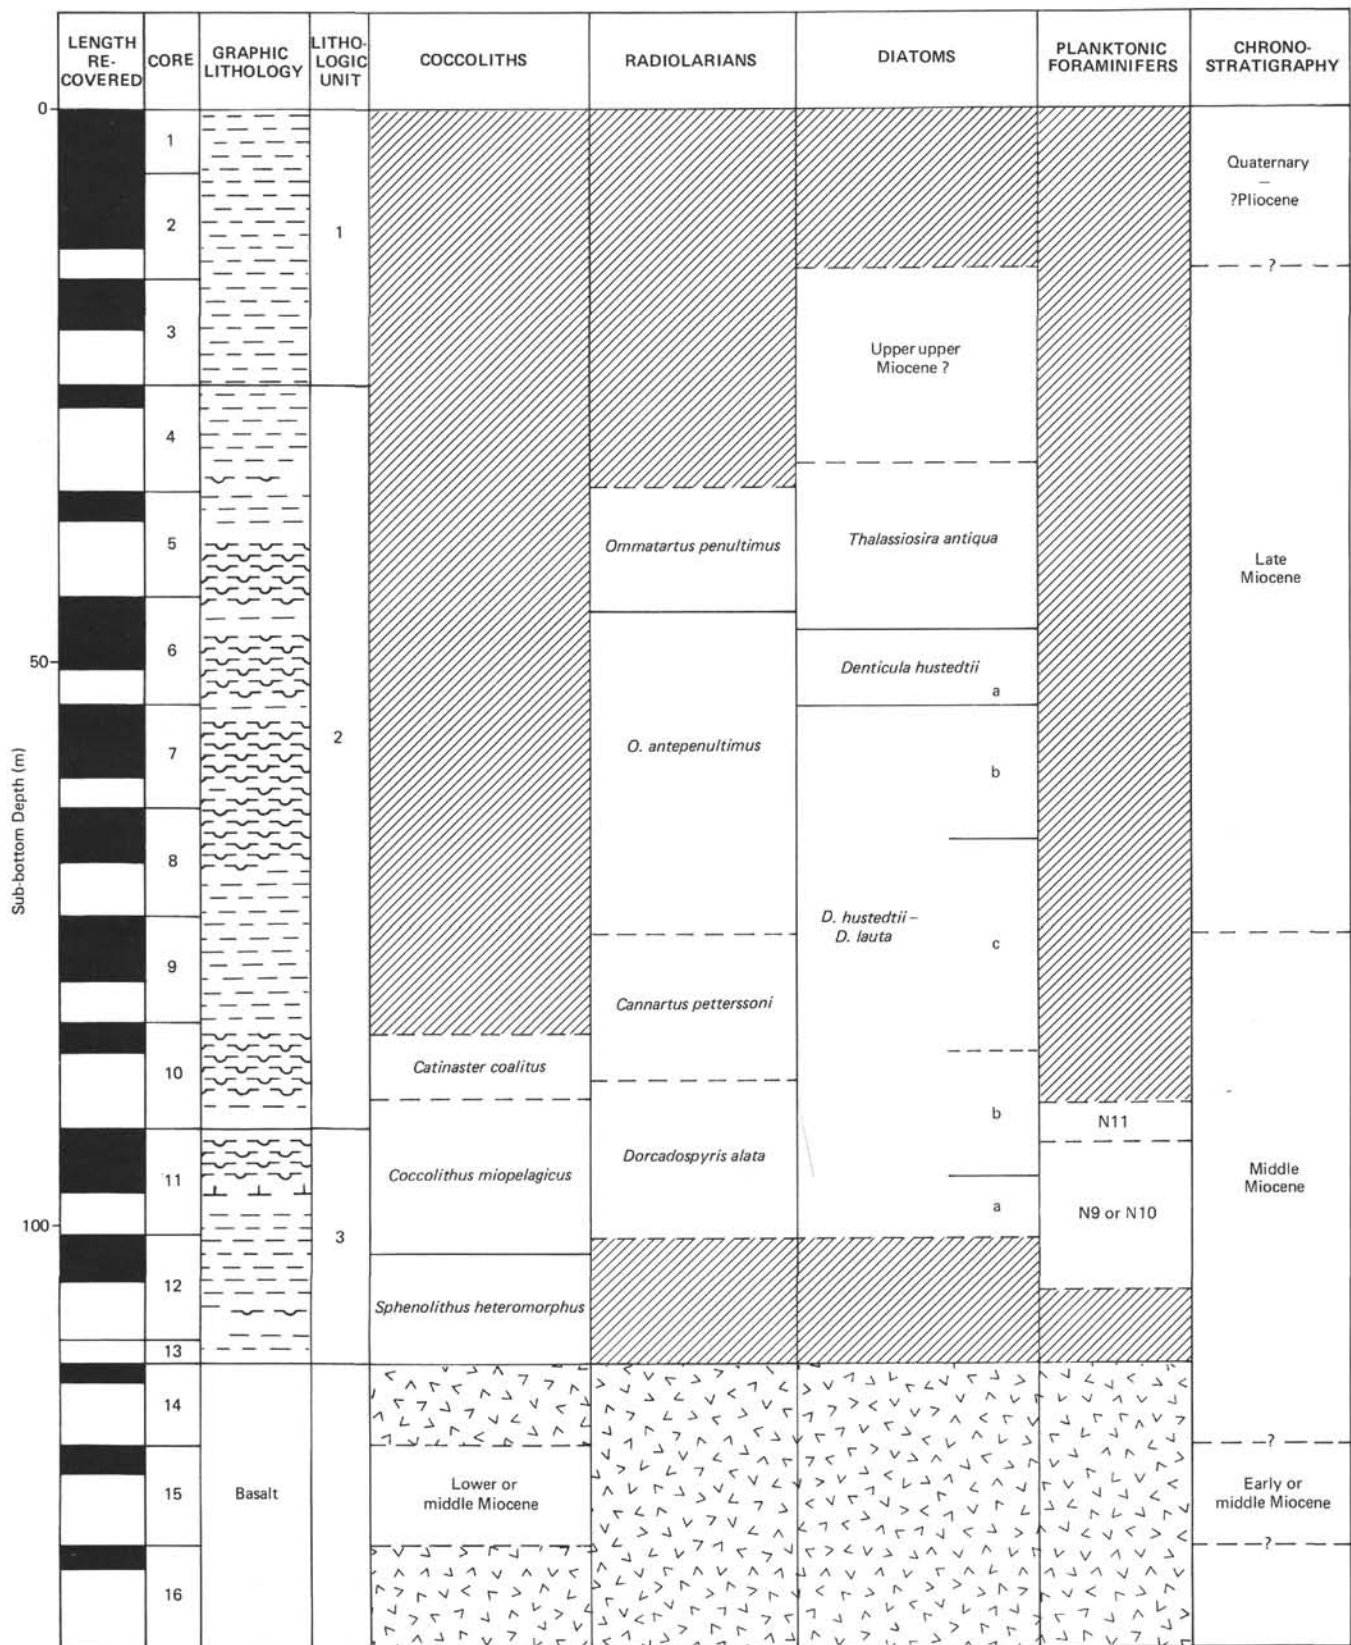 LENGTH
RE-
COVERED
CORE
GRAPHIC
LITHOLOGY
LITHO-
LOGIC
UNIT
COCCOLITHS
RADIOLARIANS
DIATOMS
PLANKTONIC
FORAMINIFERS
CHRONO-
STRATIGRAPHY
Sub-bottom Depth (m)
0
50
100
1
2
3
4
5
6
7
8
9
10
11
12
13
14
15
16
Basalt
1
2
3
Catinaster coalitus
Coccolithus miopelagicus
Sphenolithus heteromorphus
Lower or
middle Miocene
Ommatartus penultimus
O. antepenultimus
Cannartus petterssoni
Dorcadospyris alata
Upper upper
Miocene ?
Thalassiosira antiqua
Denticula hustedtii
a
b
D. hustedtii –
D. lauta
c
b
a
N11
N9 or N10
Quaternary
–
?Pliocene
?
Late
Miocene
Middle
Miocene
?
Early or
middle Miocene
?